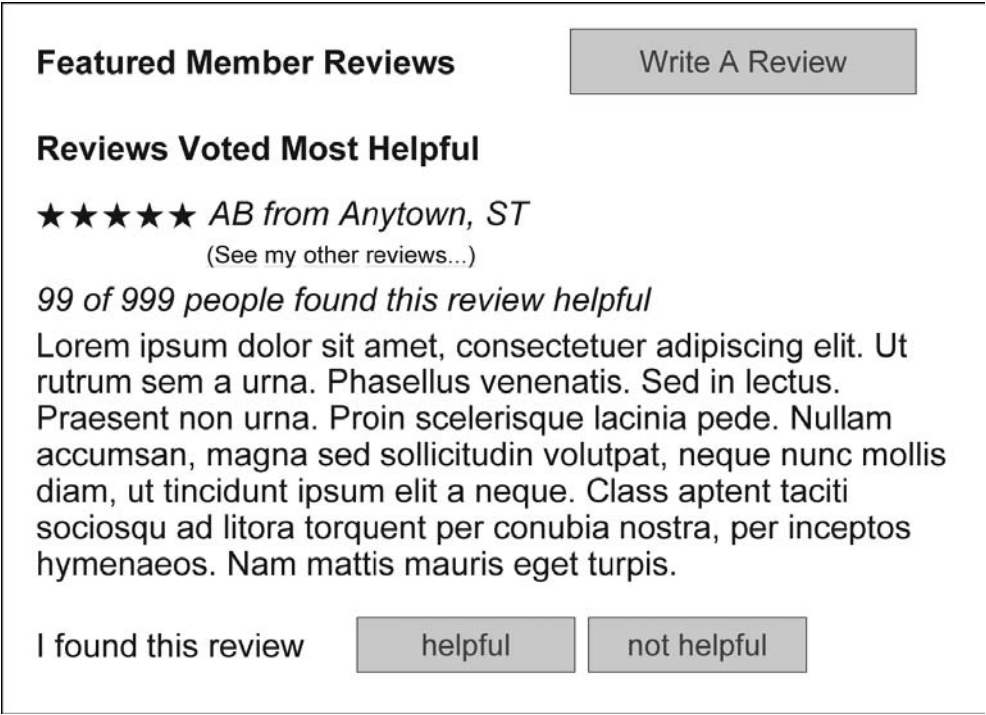 Featured Member Reviews
Write A Review
Reviews Voted Most Helpful
★★★★★ AB from Anytown, ST
(See my other reviews...)
99 of 999 people found this review helpful
Lorem ipsum dolor sit amet, consectetuer adipiscing elit. Ut
rutrum sem a urna. Phasellus venenatis. Sed in lectus.
Praesent non urna. Proin scelerisque lacinia pede. Nullam
accumsan, magna sed sollicitudin volutpat, neque nunc mollis
diam, ut tincidunt ipsum elit a neque. Class aptent taciti
sociosqu ad litora torquent per conubia nostra, per inceptos
hymenaeos. Nam mattis mauris eget turpis.
I found this review
helpful
not helpful